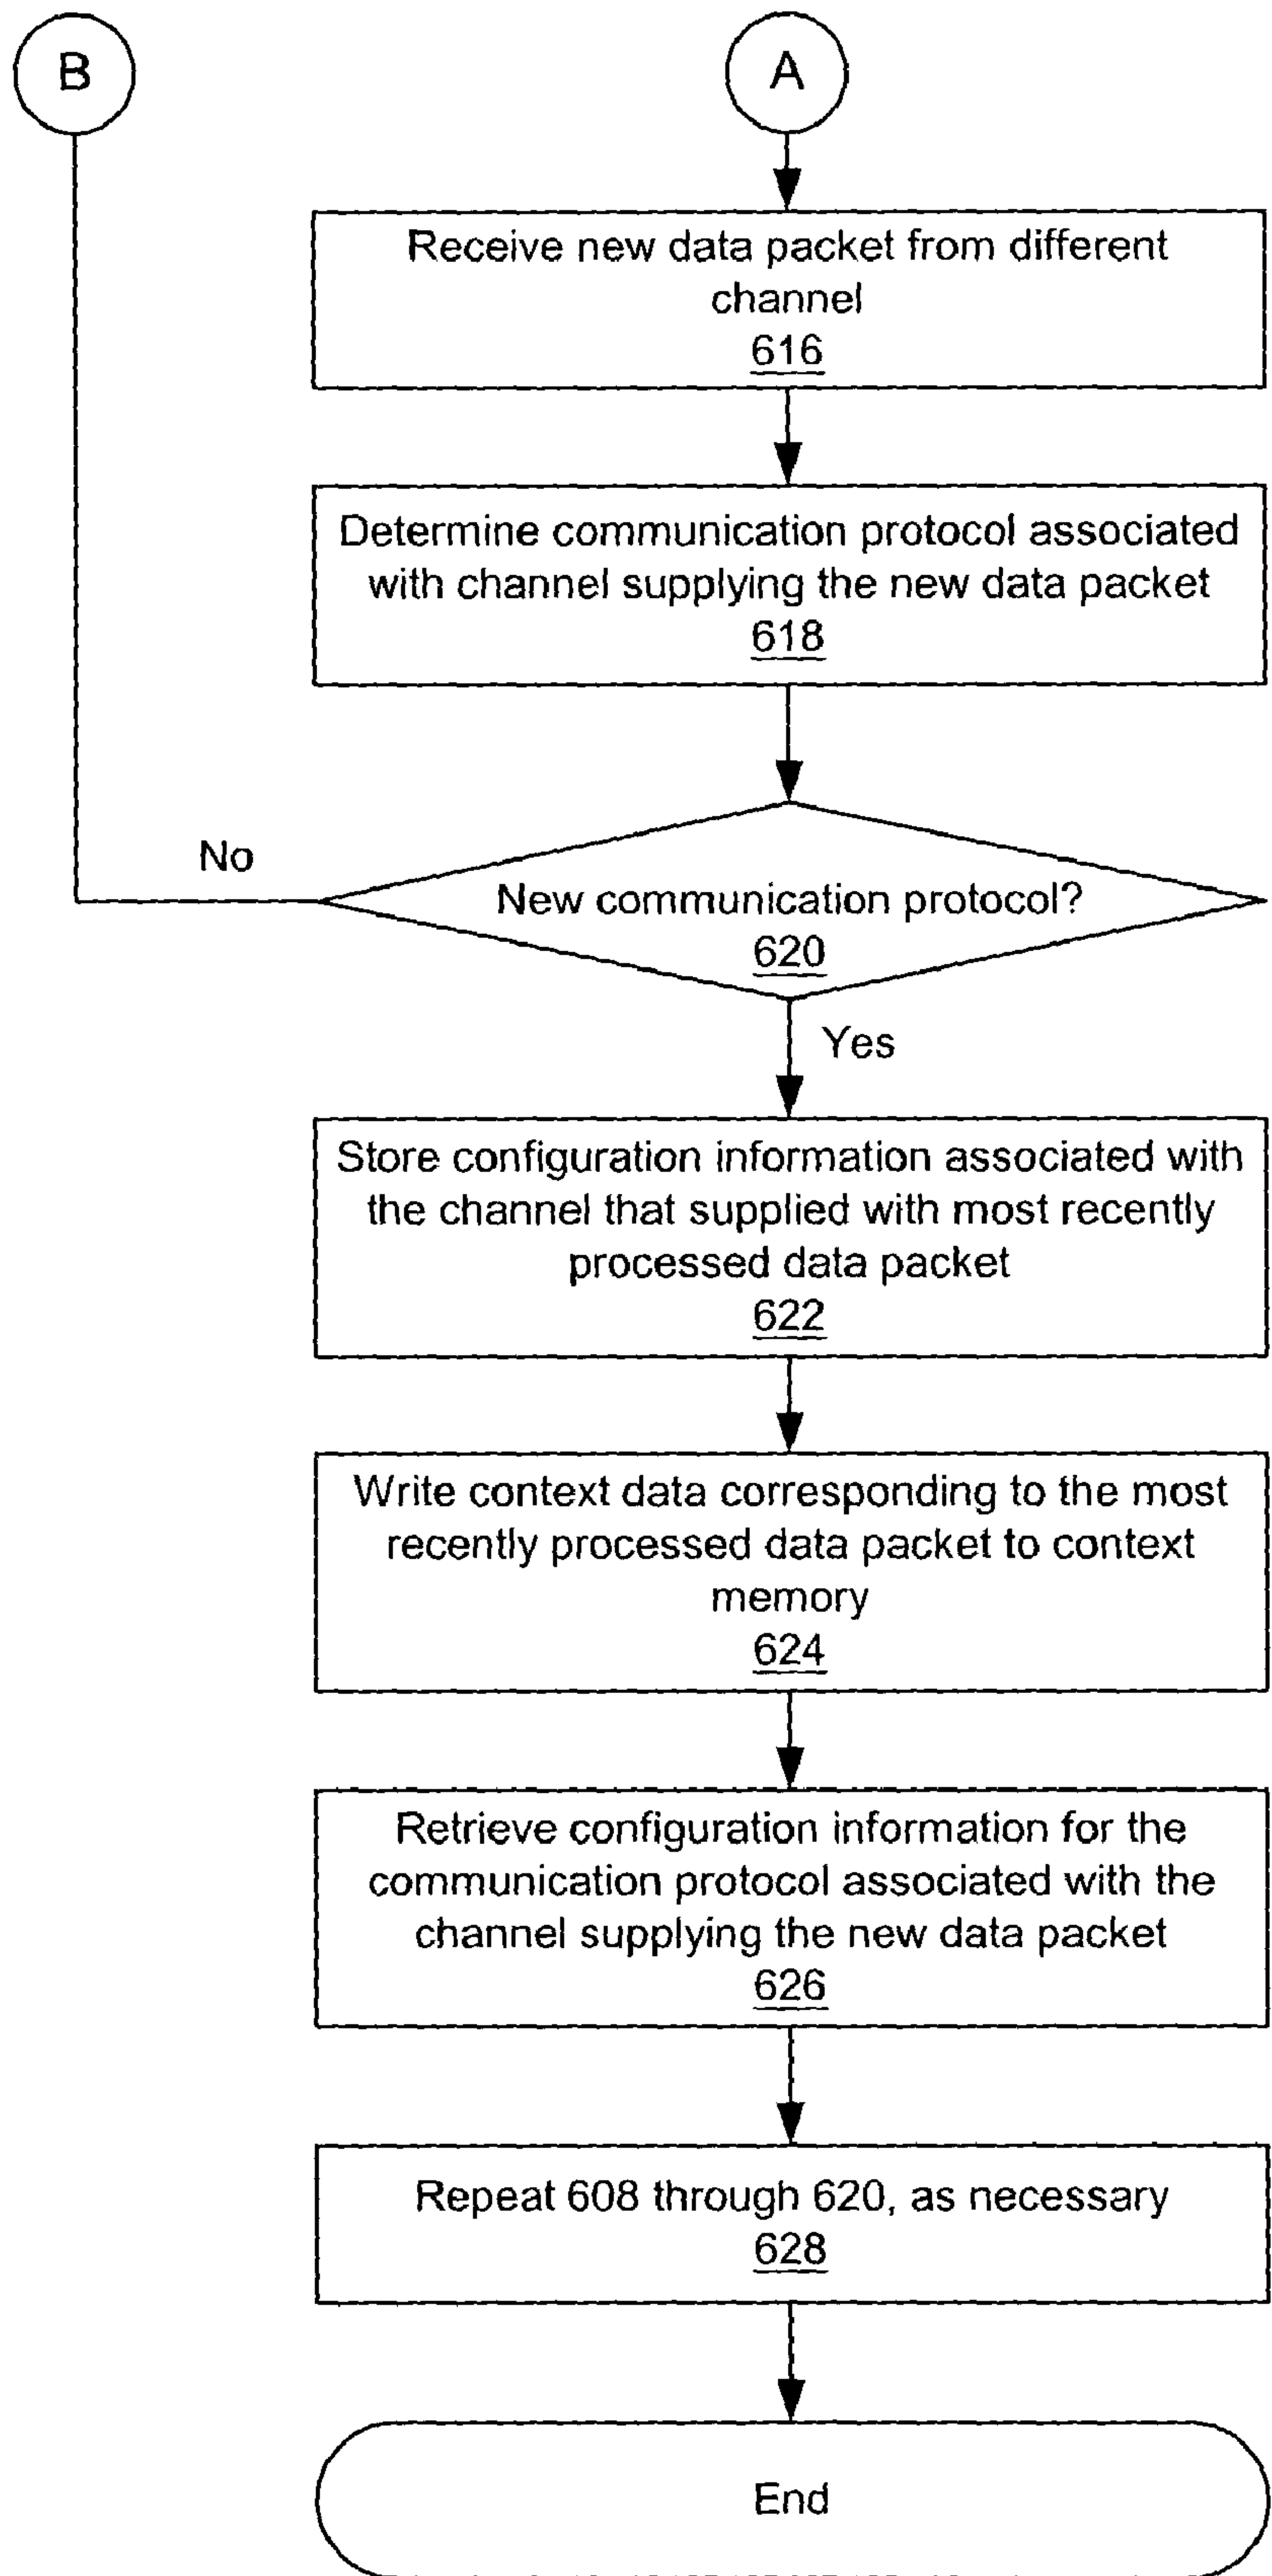 B
A
Receive new data packet from different
channel
616
Determine communication protocol associated
with channel supplying the new data packet
618
No
New communication protocol?
620
Yes
Store configuration information associated with
the channel that supplied with most recently
processed data packet
622
Write context data corresponding to the most
recently processed data packet to context
memory
624
Retrieve configuration information for the
communication protocol associated with the
channel supplying the new data packet
626
Repeat 608 through 620, as necessary
628
End